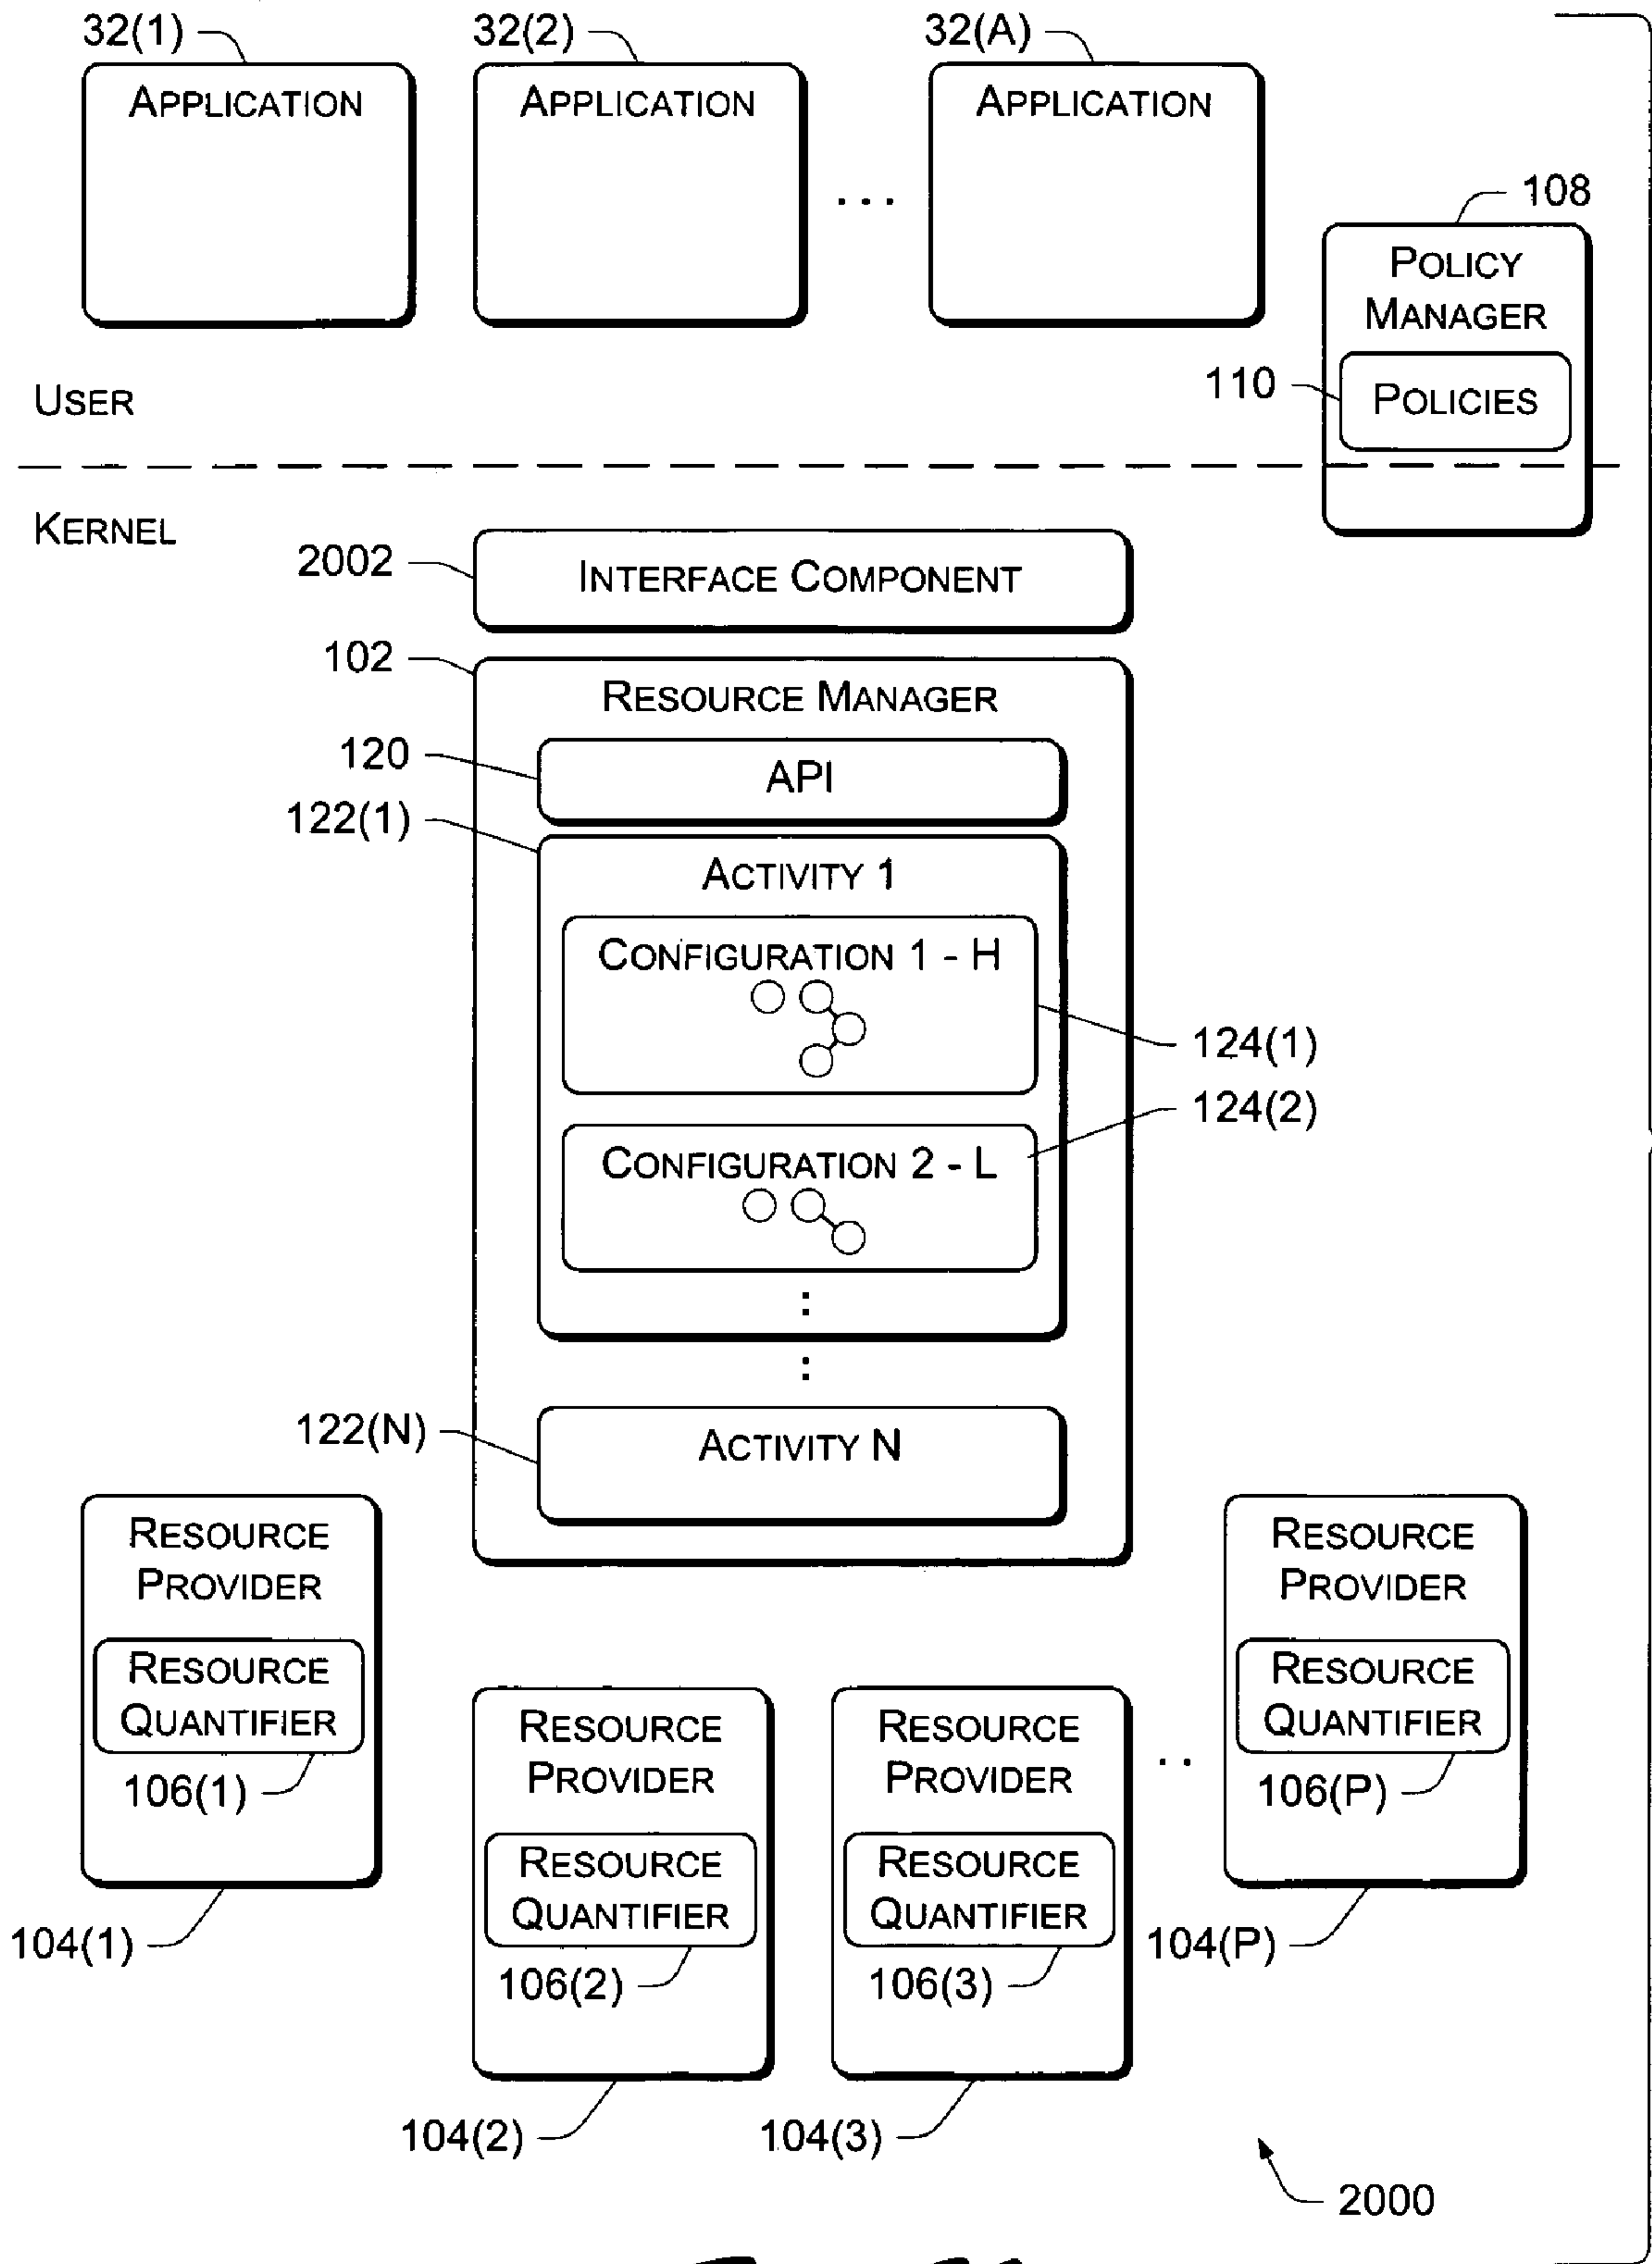 32(1)
32(2)
32(A)
APPLICATION
APPLICATION
APPLICATION
. . .
108
POLICY
MANAGER
110
POLICIES
USER
KERNEL
2002
INTERFACE COMPONENT
102
RESOURCE MANAGER
120
API
122(1)
ACTIVITY 1
CONFIGURATION 1 - H
124(1)
124(2)
CONFIGURATION 2 - L
:
:
122(N)
ACTIVITY N
RESOURCE
PROVIDER
RESOURCE
QUANTIFIER
106(1)
104(1)
RESOURCE
PROVIDER
RESOURCE
QUANTIFIER
106(2)
104(2)
RESOURCE
PROVIDER
RESOURCE
QUANTIFIER
106(3)
104(3)
. .
RESOURCE
PROVIDER
RESOURCE
QUANTIFIER
106(P)
104(P)
2000